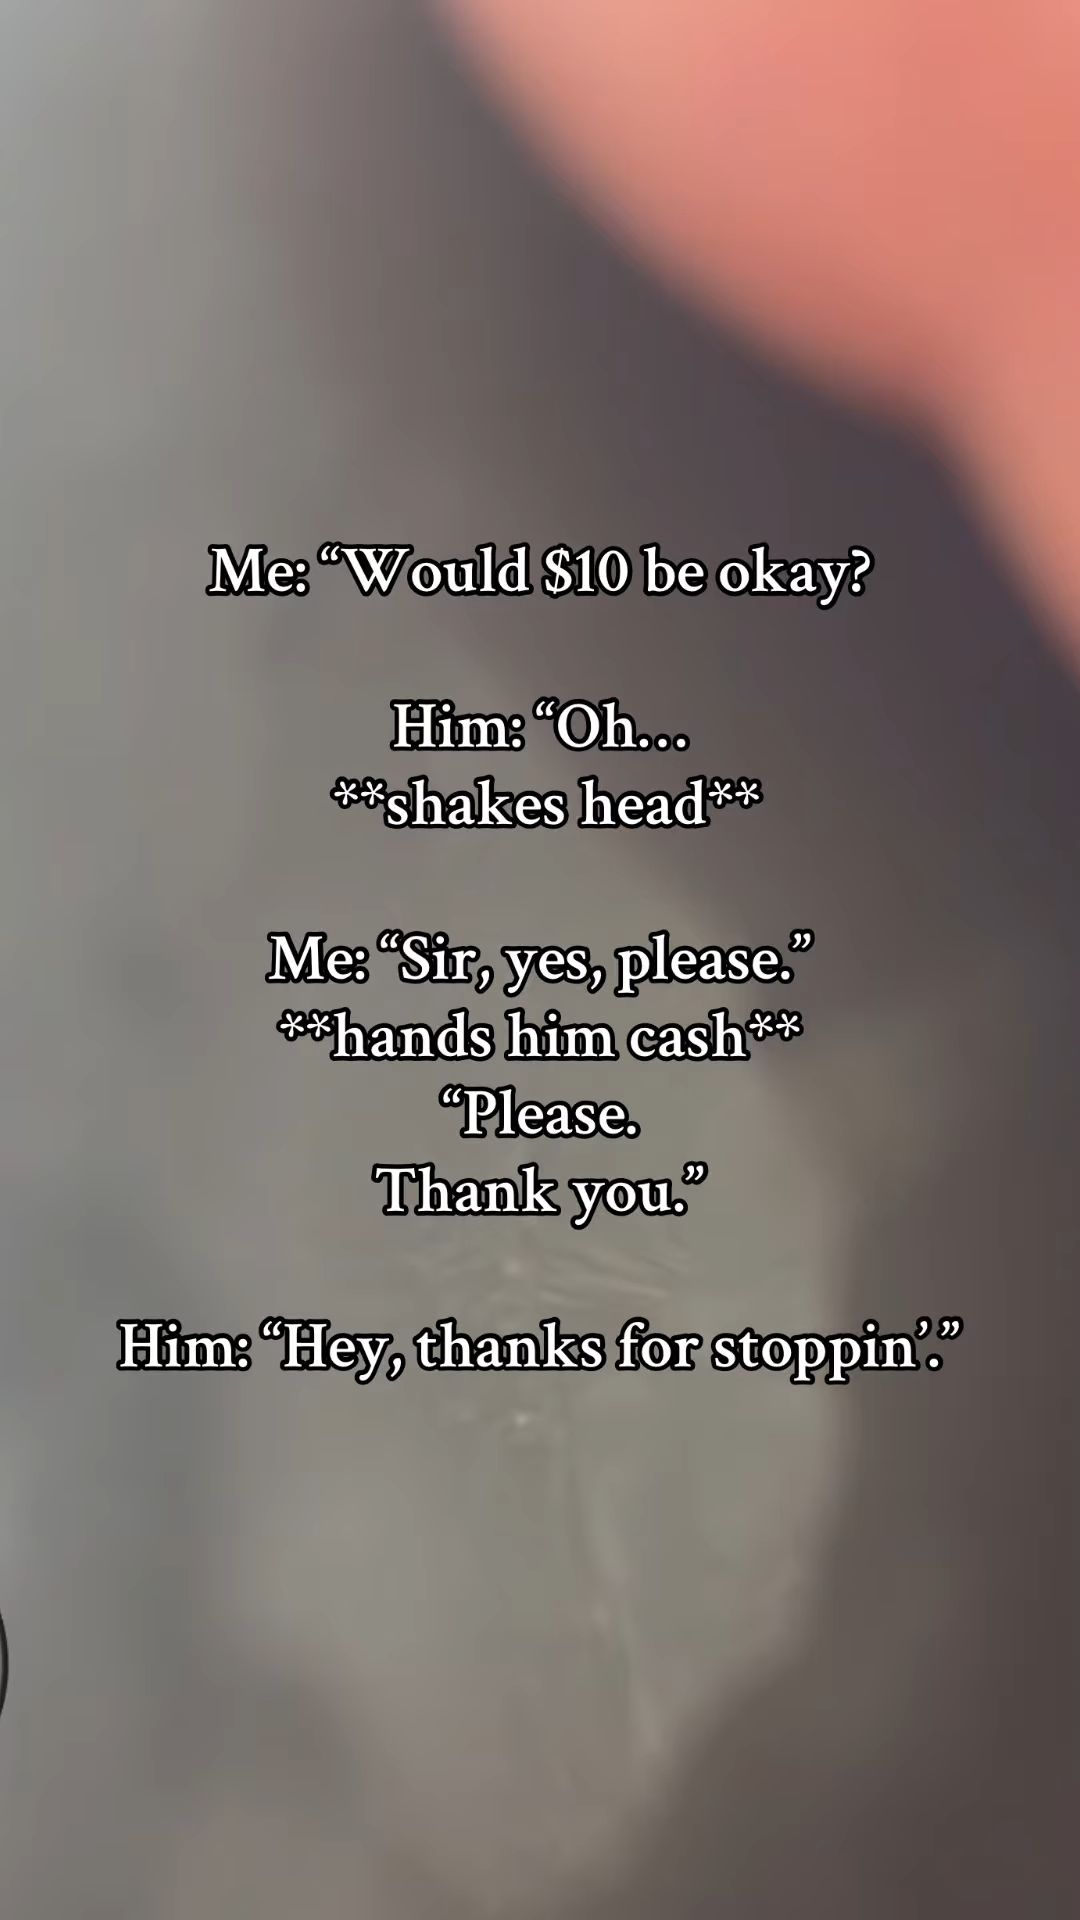 Me: “Would $10 be okay?
Him: “Oh…
**shakes head**
Me: “Sir, yes, please.”
**hands him cash**
“Please.
Thank you.”
Him: “Hey, thanks for stoppin’.”